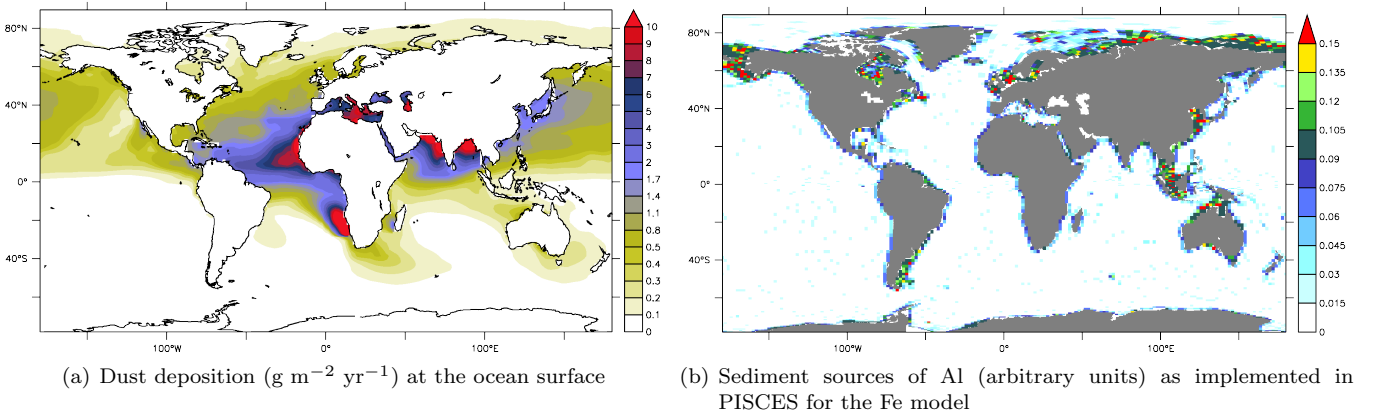 80°N
40°N
0°
40°S
100°W
0°
100°E
10
9
8
7
6
5
4
3
2
1.7
1.4
1.1
0.8
0.5
0.4
0.3
0.2
0.1
0
(a) Dust deposition (g m−2 yr−1) at the ocean surface
80°N
40°N
0°
40°S
100°W
0°
100°E
0.15
0.135
0.12
0.105
0.09
0.075
0.06
0.045
0.03
0.015
0
(b) Sediment sources of Al (arbitrary units) as implemented in
PISCES for the Fe model